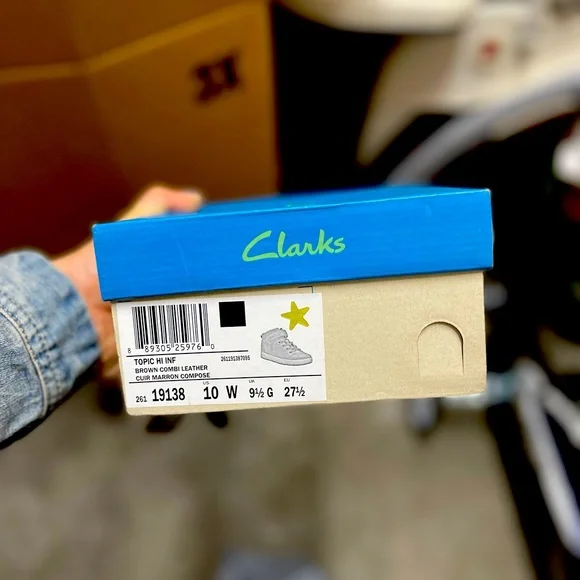 Clarks
8 89305 25976 0
TOPIC HI INF
261191387095
BROWN COMBI LEATHER
CUIR MARRON COMPOSE
261 19138
US
10 W
UK
9½ G
EU
27½